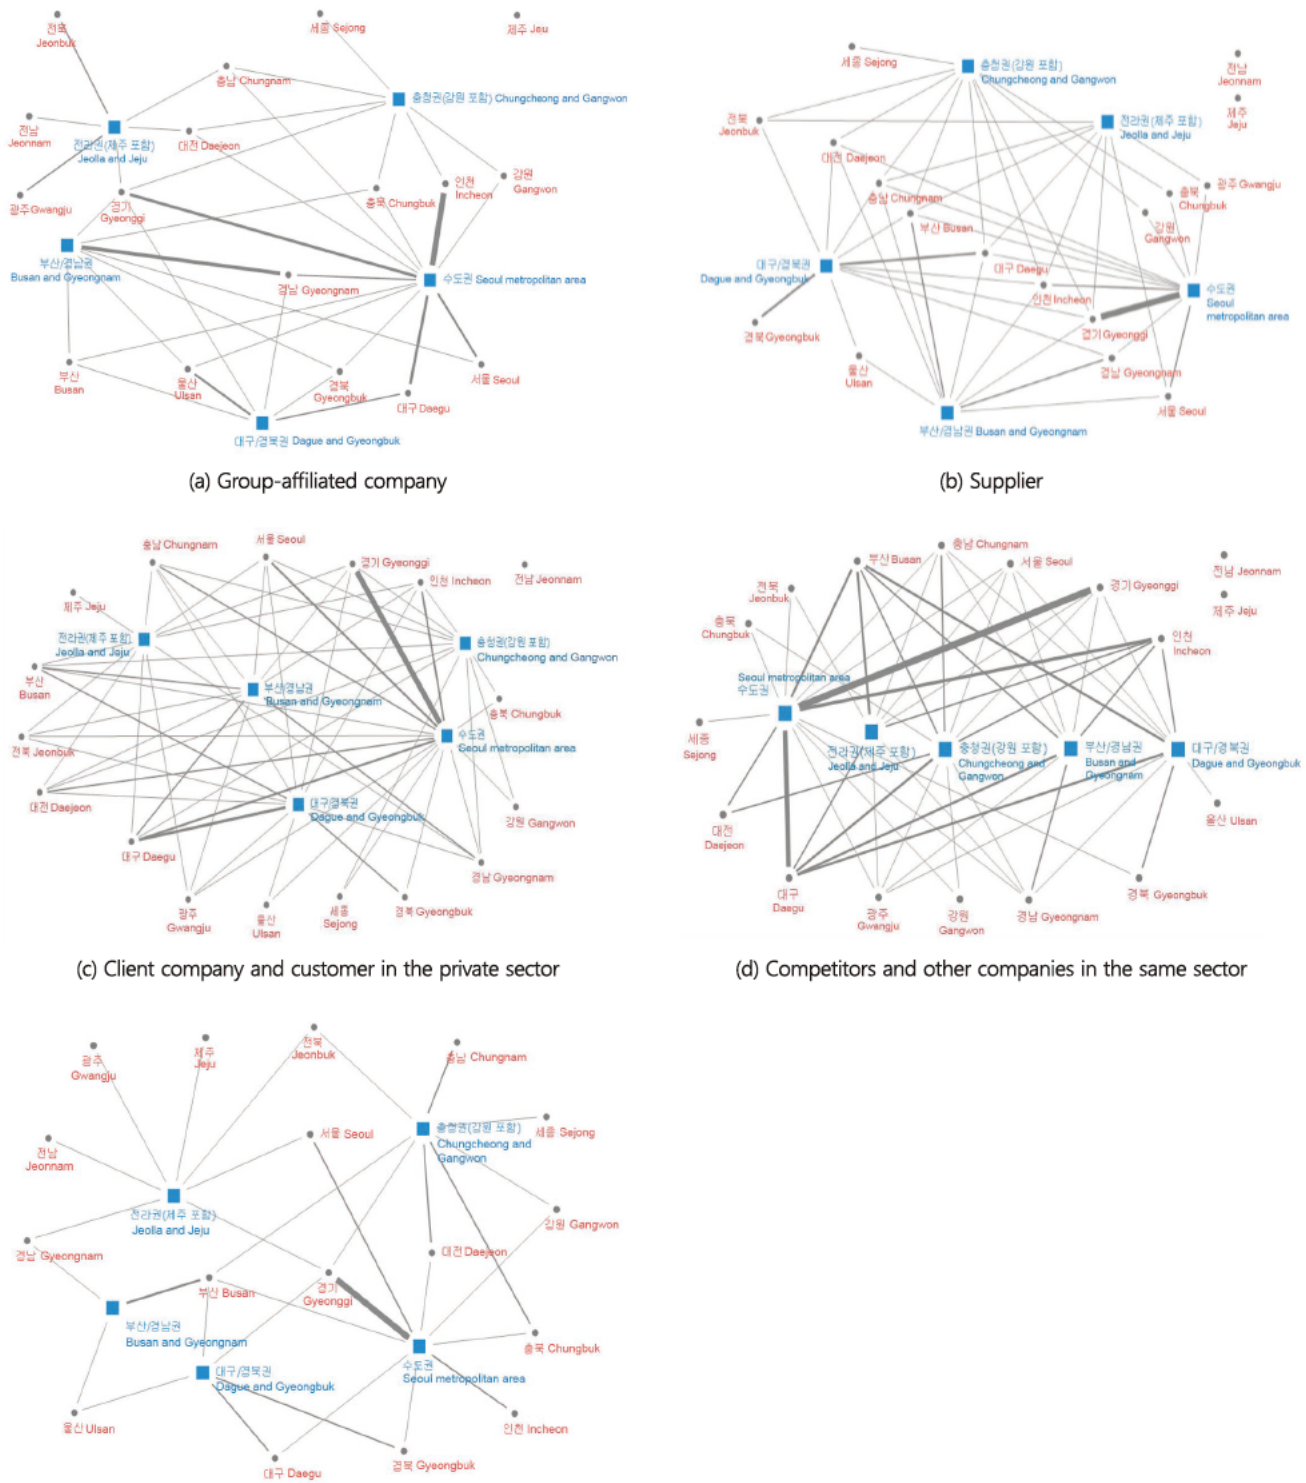 전북
Jeonbuk
세종 Sejong
제주 Jeju
충남 Chungnam
충청권(강원 포함) Chungcheong and Gangwon
전남
Jeonnam
전라권(제주 포함)
Jeolla and Jeju
대전 Daejeon
강원
Gangwon
인천
Incheon
광주 Gwangju
경기
Gyeonggi
충북 Chungbuk
부산/경남권
Busan and Gyeongnam
경남 Gyeongnam
수도권 Seoul metropolitan area
부산
Busan
울산
Ulsan
경북
Gyeongbuk
서울 Seoul
대구 Daegu
대구/경북권 Dague and Gyeongbuk
(a) Group-affiliated company
세종 Sejong
충청권(강원 포함)
Chungcheong and Gangwon
전남
Jeonnam
제주
Jeju
전북
Jeonbuk
전라권(제주 포함)
Jeolla and Jeju
대전 Daejeon
충남 Chungnam
충북
Chungbuk
광주 Gwangju
부산 Busan
강원
Gangwon
대구/경북권
Dague and Gyeongbuk
대구 Daegu
인천 Incheon
수도권
Seoul
metropolitan area
경북 Gyeongbuk
경기 Gyeonggi
울산
Ulsan
경남 Gyeongnam
서울 Seoul
부산/경남권 Busan and Gyeongnam
(b) Supplier
충남 Chungnam
서울 Seoul
경기 Gyeonggi
인천 Incheon
전남 Jeonnam
제주 Jeju
전라권(제주 포함)
Jeolla and Jeju
충청권(강원 포함)
Chungcheong and Gangwon
부산
Busan
부산/경남권
Busan and Gyeongnam
충북 Chungbuk
전북 Jeonbuk
수도권
Seoul metropolitan area
대전 Daejeon
대구/경북권
Dague and Gyeongbuk
강원 Gangwon
대구 Daegu
경남 Gyeongnam
광주
Gwangju
울산
Ulsan
세종
Sejong
경북 Gyeongbuk
(c) Client company and customer in the private sector
부산 Busan
충남 Chungnam
서울 Seoul
전남 Jeonnam
전북
Jeonbuk
경기 Gyeonggi
제주 Jeju
충북
Chungbuk
인천
Incheon
Seoul metropolitan area
수도권
세종
Sejong
전라권(제주 포함)
Jeolla and Jeju
충청권(강원 포함)
Chungcheong and
Gangwon
부산/경남권
Busan and
Gyeongnam
대구/경북권
Dague and Gyeongbuk
대전
Daejeon
울산 Ulsan
대구
Daegu
광주
Gwangju
강원
Gangwon
경남 Gyeongnam
경북 Gyeongbuk
(d) Competitors and other companies in the same sector
광주
Gwangju
제주
Jeju
전북
Jeonbuk
충남 Chungnam
서울 Seoul
충청권(강원 포함)
Chungcheong and
Gangwon
세종 Sejong
전남
Jeonnam
전라권(제주 포함)
Jeolla and Jeju
강원 Gangwon
경남 Gyeongnam
대전 Daejeon
부산 Busan
경기
Gyeonggi
부산/경남권
Busan and Gyeongnam
충북 Chungbuk
대구/경북권
Dague and Gyeongbuk
수도권
Seoul metropolitan area
울산 Ulsan
인천 Incheon
대구 Daegu
경북 Gyeongbuk